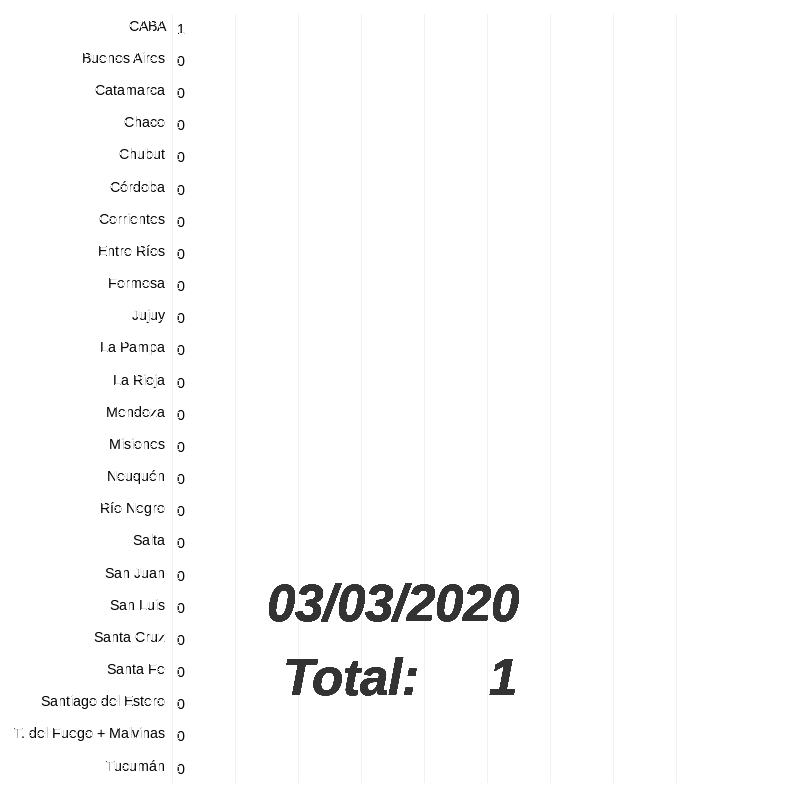 CABA 1
Buenos Aires 0
Catamarca 0
Chaco 0
Chubut 0
Córdoba 0
Corrientes 0
Entre Ríos 0
Formosa 0
Jujuy 0
La Pampa 0
La Rioja 0
Mendoza 0
Misiones 0
Neuquén 0
Río Negro 0
Salta 0
San Juan 0
San Luis 0
Santa Cruz 0
Santa Fe 0
Santiago del Estero 0
T. del Fuego + Malvinas 0
Tucumán 0
03/03/2020
Total: 1